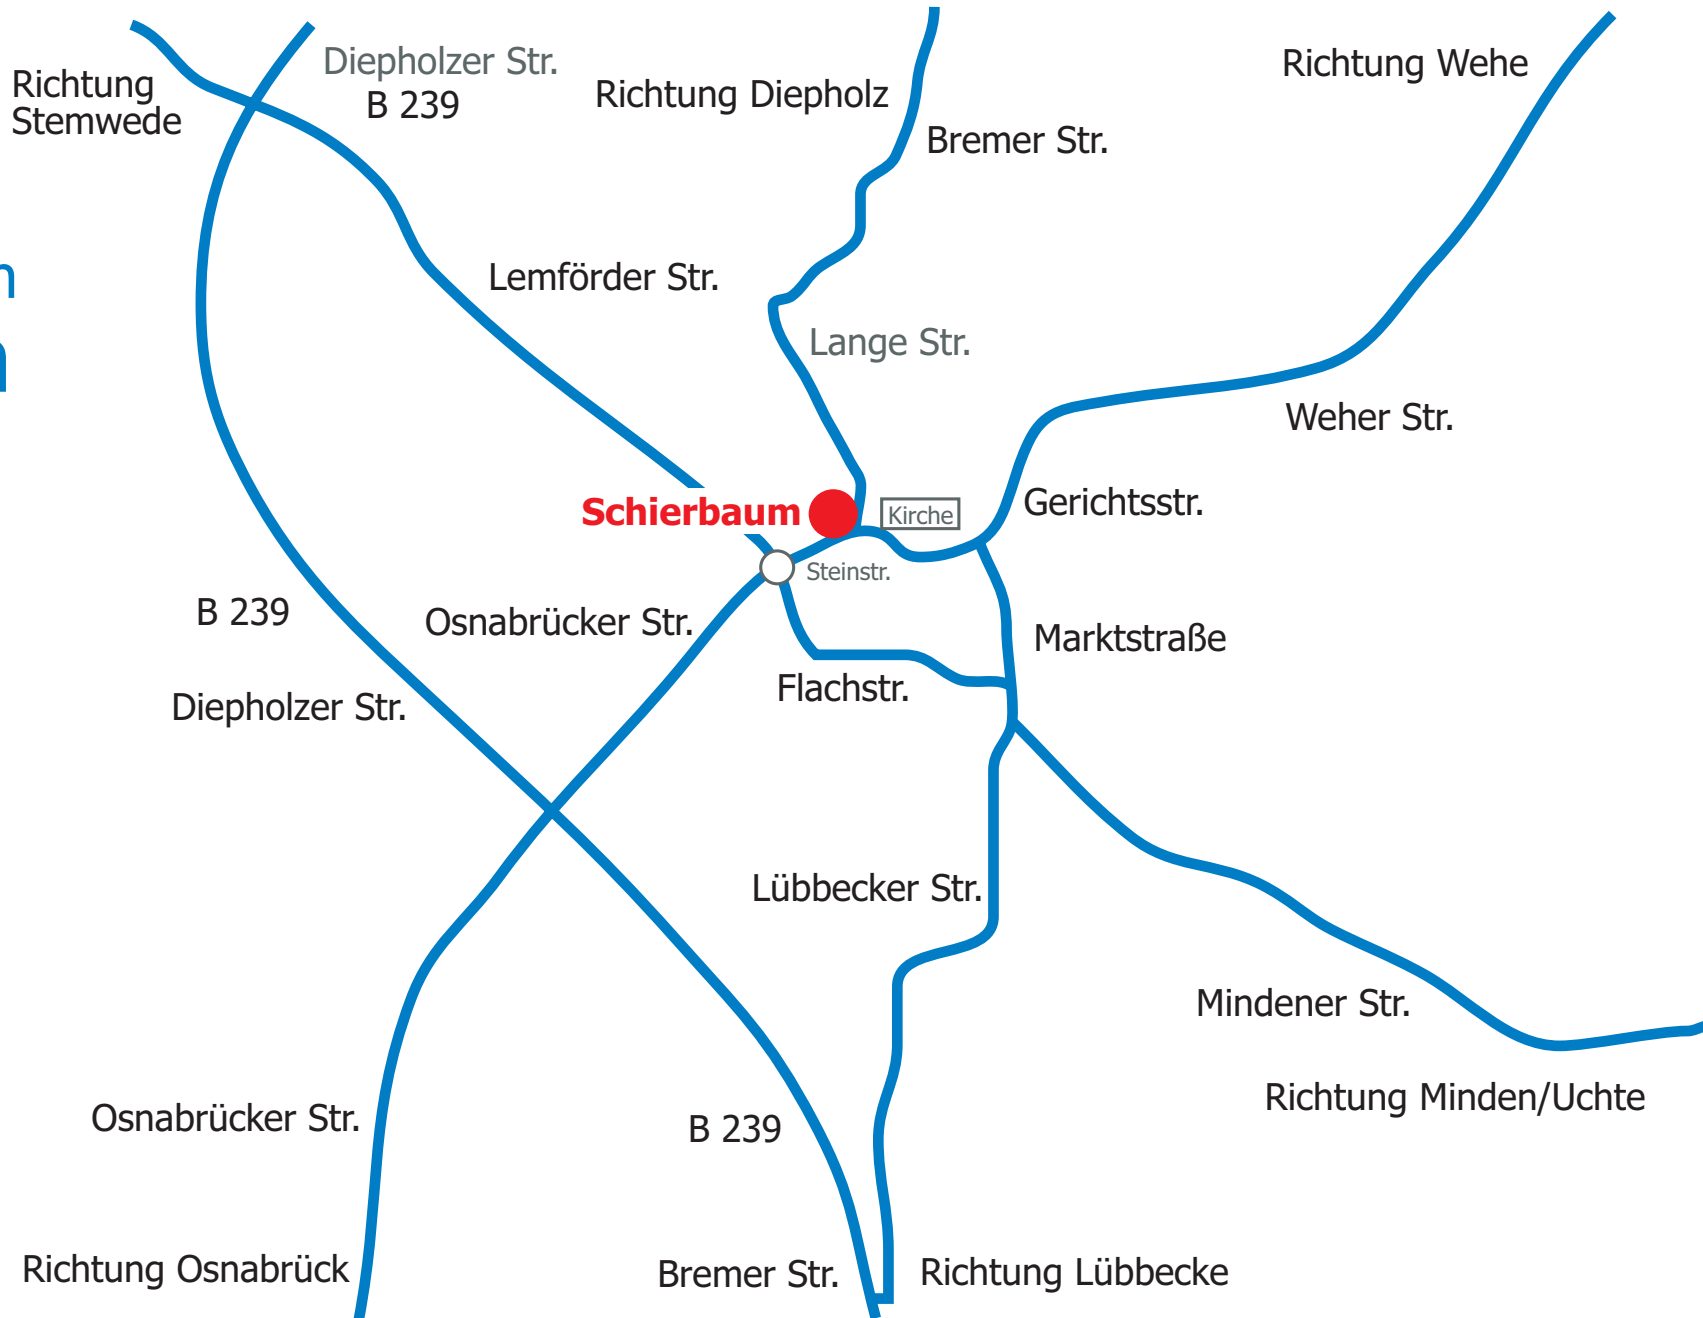 Diepholzer Str.
B 239
Richtung
Stemwede
Richtung Diepholz
Bremer Str.
Richtung Wehe
Lemförder Str.
Lange Str.
Weher Str.
Schierbaum
Kirche
Gerichtsstr.
Steinstr.
B 239
Osnabrücker Str.
Marktstraße
Diepholzer Str.
Flachstr.
Lübbecker Str.
Mindener Str.
Osnabrücker Str.
B 239
Richtung Minden/Uchte
Richtung Osnabrück
Bremer Str.
Richtung Lübbecke